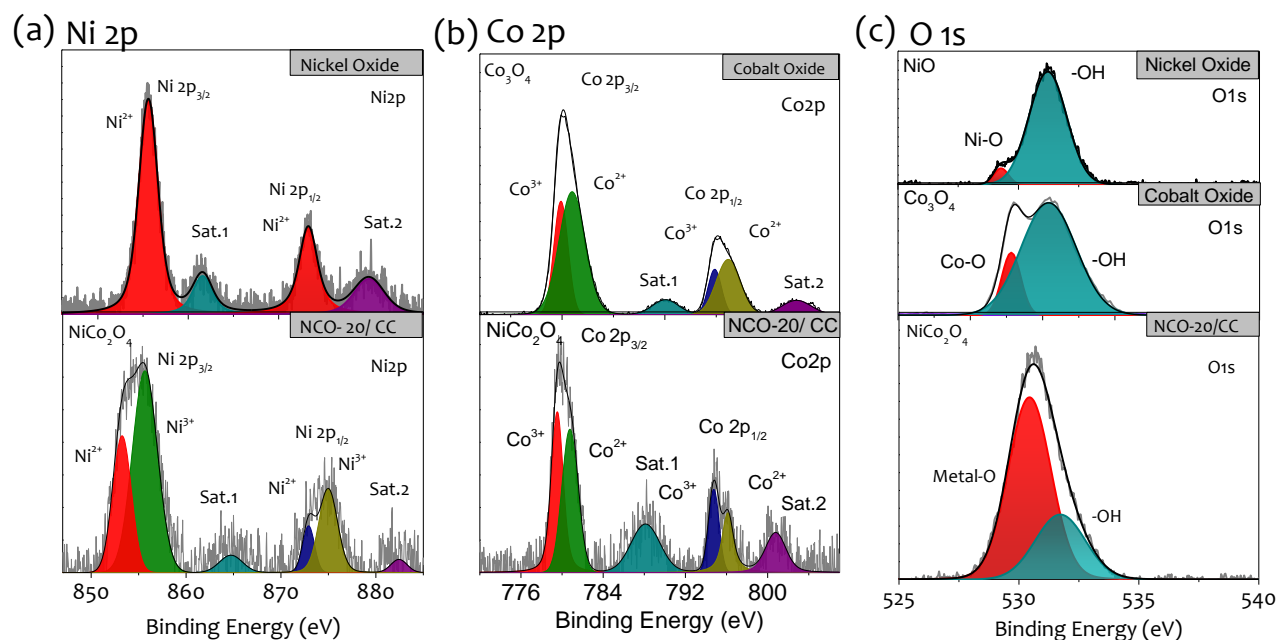 (a) Ni 2p
Nickel Oxide
Ni 2p3/2
Ni2p
Ni2+
Ni 2p1/2
Ni2+
Sat.1
Sat.2
NCO- 20/ CC
NiCo2O4
Ni 2p3/2
Ni2p
Ni3+
Ni2+
Ni 2p1/2
Ni3+
Sat.1
Ni2+
Sat.2
850
860
870
880
Binding Energy (eV)
(b) Co 2p
Cobalt Oxide
Co3O4
Co 2p3/2
Co2p
Co3+
Co2+
Co 2p1/2
Co3+
Co2+
Sat.1
Sat.2
NCO-20/ CC
NiCo2O4
Co 2p3/2
Co2p
Co3+
Co2+
Co 2p1/2
Sat.1
Co3+
Co2+
Sat.2
776
784
792
800
Binding Energy (eV)
(c) O 1s
NiO
-OH
Nickel Oxide
O1s
Ni-O
Co3O4
Cobalt Oxide
O1s
Co-O
-OH
NiCo2O4
NCO-20/CC
O1s
Metal-O
-OH
525
530
535
540
Binding Energy (eV)